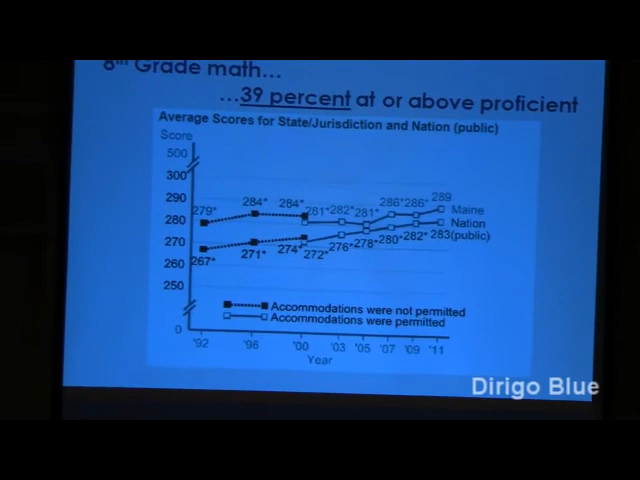 8th Grade math...
...39 percent at or above proficient
Average Scores for State/Jurisdiction and Nation (public)
Score
500
300
290
280
270
260
250
0
279* 284* 284* 281* 282* 281* 286* 286* 289
Maine
Nation
(public)
267* 271* 274* 272* 276* 278* 280* 282* 283
Accommodations were not permitted
Accommodations were permitted
'92 '96 '00 '03 '05 '07 '09 '11
Year
Dirigo Blue